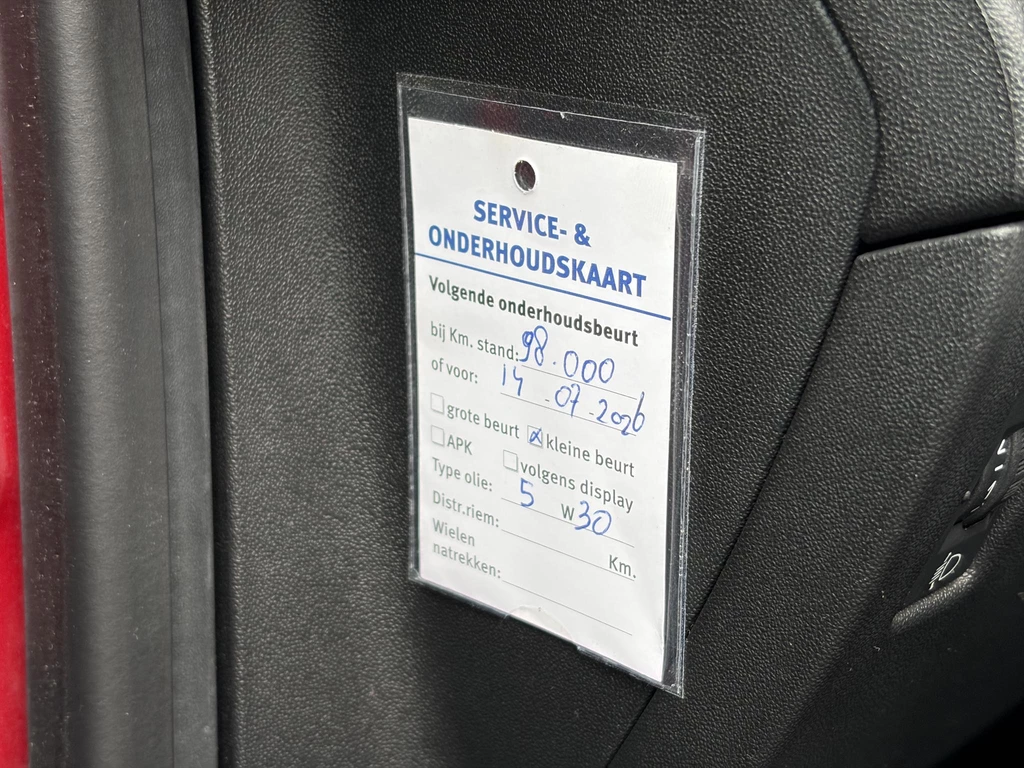 SERVICE- &
ONDERHOUDSKAART
Volgende onderhoudsbeurt
bij Km. stand: 98.000
of voor: 14-07-2026
grote beurt kleine beurt
APK volgens display
Type olie: 5 W 30
Distr.riem: Km.
Wielen
natrekken: